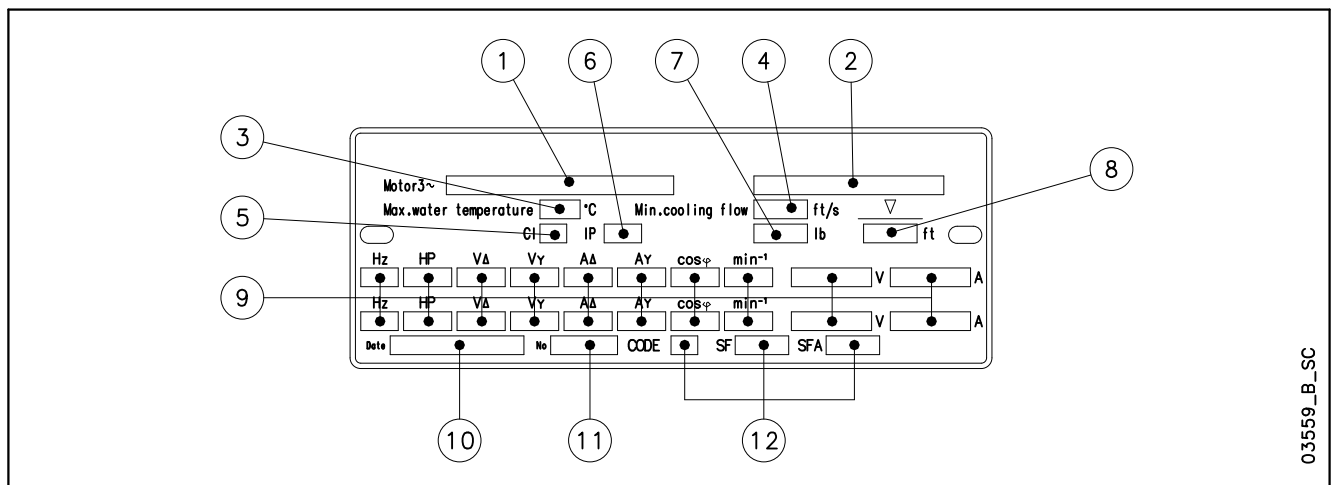 1 6 7 4 2
3
8
Motor3~
Max.water temperature °C Min.cooling flow ft/s
5
CI IP lb ft
Hz HP VΔ VY AΔ AY cosφ min⁻¹ V A
9
Hz HP VΔ VY AΔ AY cosφ min⁻¹ V A
Date No CODE SF SFA
10 11 12
03559_B_SC